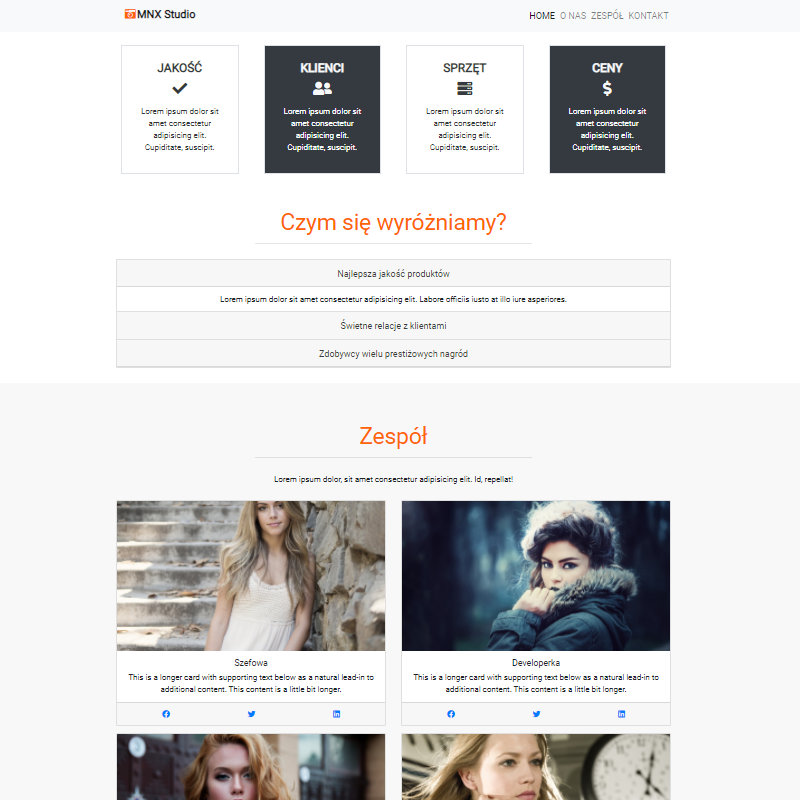 MNX Studio
HOME O NAS ZESPÓŁ KONTAKT
JAKOŚĆ
Lorem ipsum dolor sit
amet consectetur
adipisicing elit.
Cupiditate, suscipit.
KLIENCI
Lorem ipsum dolor sit
amet consectetur
adipisicing elit.
Cupiditate, suscipit.
SPRZĘT
Lorem ipsum dolor sit
amet consectetur
adipisicing elit.
Cupiditate, suscipit.
CENY
Lorem ipsum dolor sit
amet consectetur
adipisicing elit.
Cupiditate, suscipit.
Czym się wyróżniamy?
Najlepsza jakość produktów
Lorem ipsum dolor sit amet consectetur adipisicing elit. Labore officiis iusto at illo iure asperiores.
Świetne relacje z klientami
Zdobywcy wielu prestiżowych nagród
Zespół
Lorem ipsum dolor, sit amet consectetur adipisicing elit. Id, repellat!
Szefowa
This is a longer card with supporting text below as a natural lead-in to
additional content. This content is a little bit longer.
Developerka
This is a longer card with supporting text below as a natural lead-in to
additional content. This content is a little bit longer.